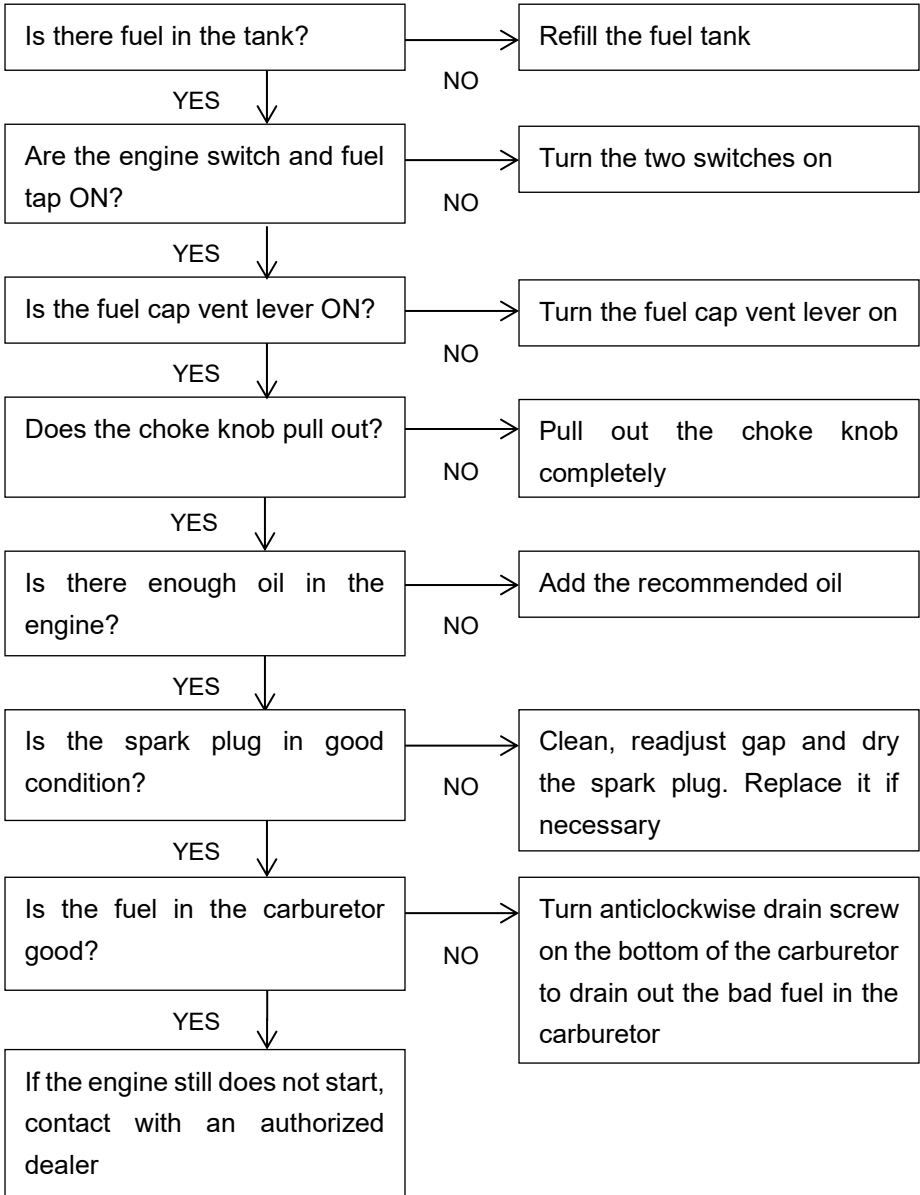 Is there fuel in the tank?
Refill the fuel tank
NO
YES
Are the engine switch and fuel
tap ON?
Turn the two switches on
NO
YES
Is the fuel cap vent lever ON?
Turn the fuel cap vent lever on
NO
YES
Does the choke knob pull out?
Pull out the choke knob
completely
NO
YES
Is there enough oil in the
engine?
Add the recommended oil
NO
YES
Is the spark plug in good
condition?
Clean, readjust gap and dry
the spark plug. Replace it if
necessary
NO
YES
Is the fuel in the carburetor
good?
Turn anticlockwise drain screw
on the bottom of the carburetor
to drain out the bad fuel in the
carburetor
NO
YES
If the engine still does not start,
contact with an authorized
dealer